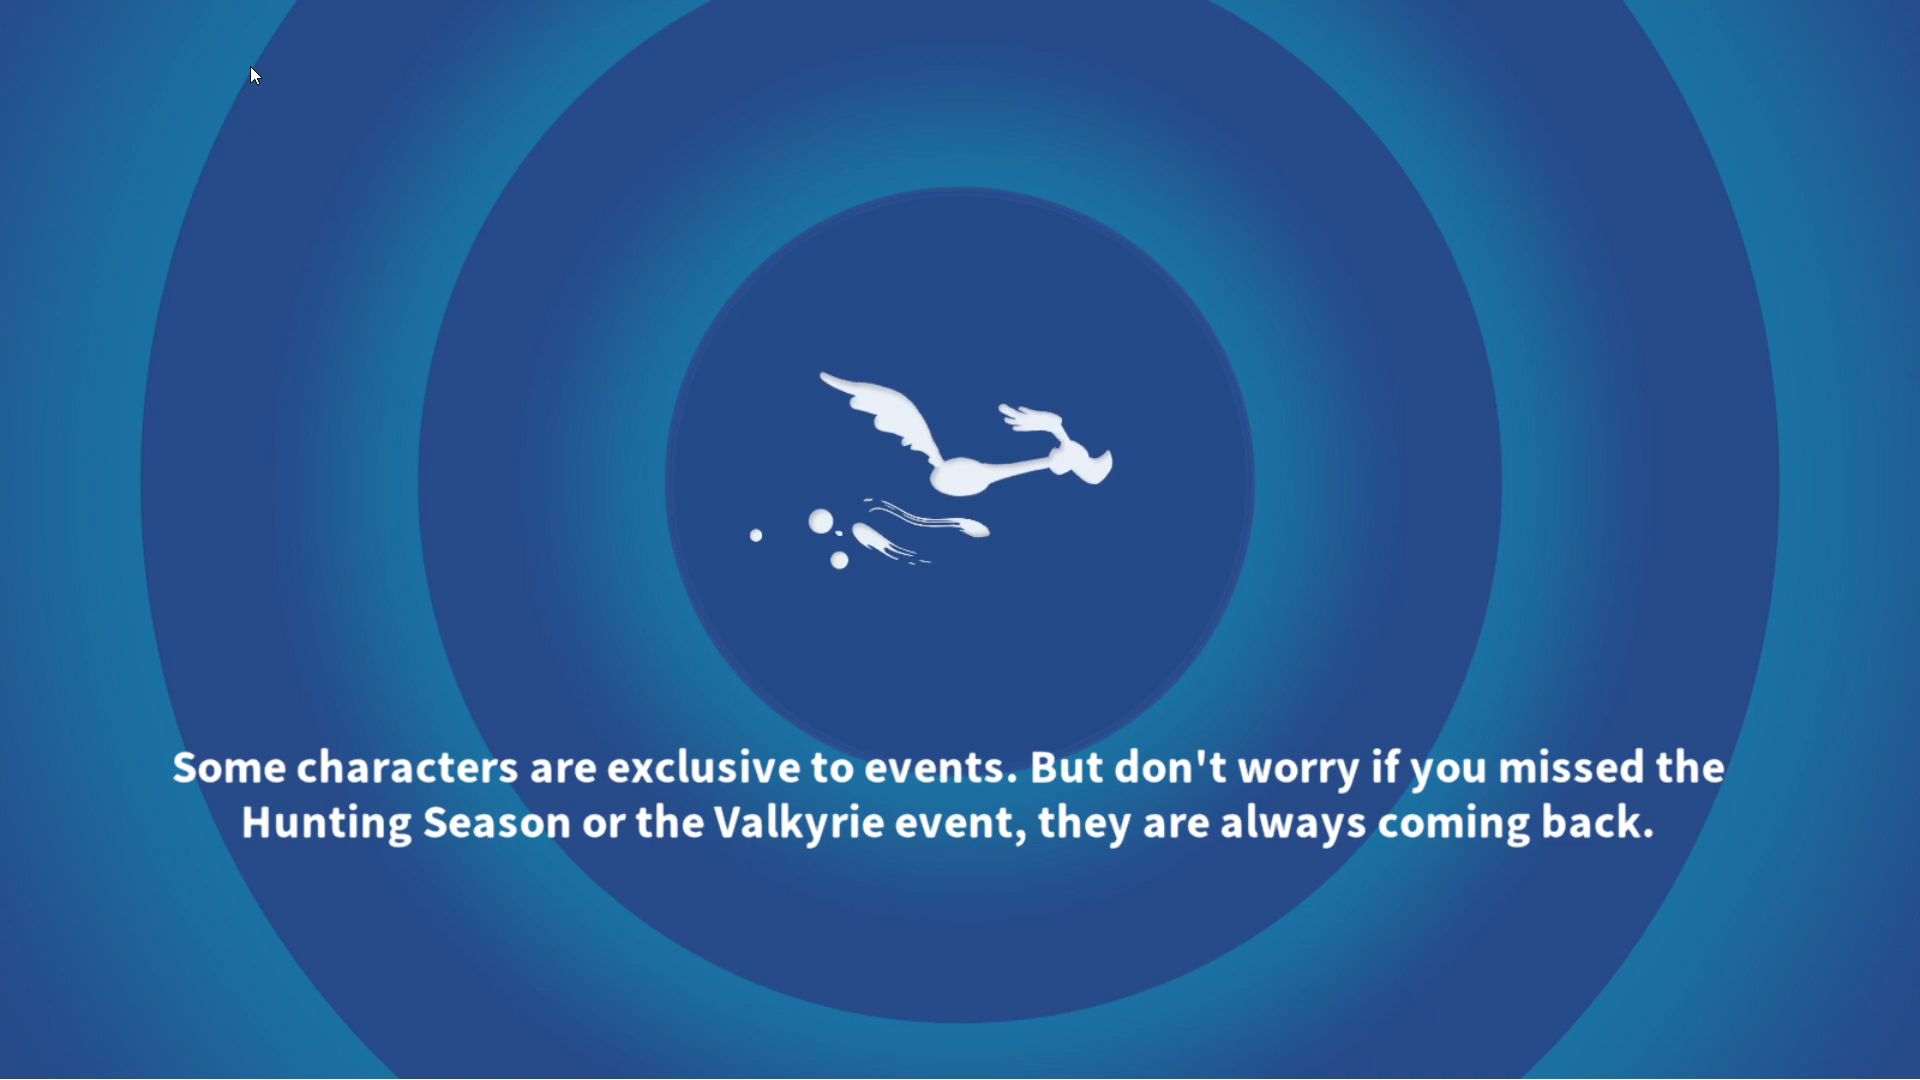 Some characters are exclusive to events. But don't worry if you missed the
Hunting Season or the Valkyrie event, they are always coming back.